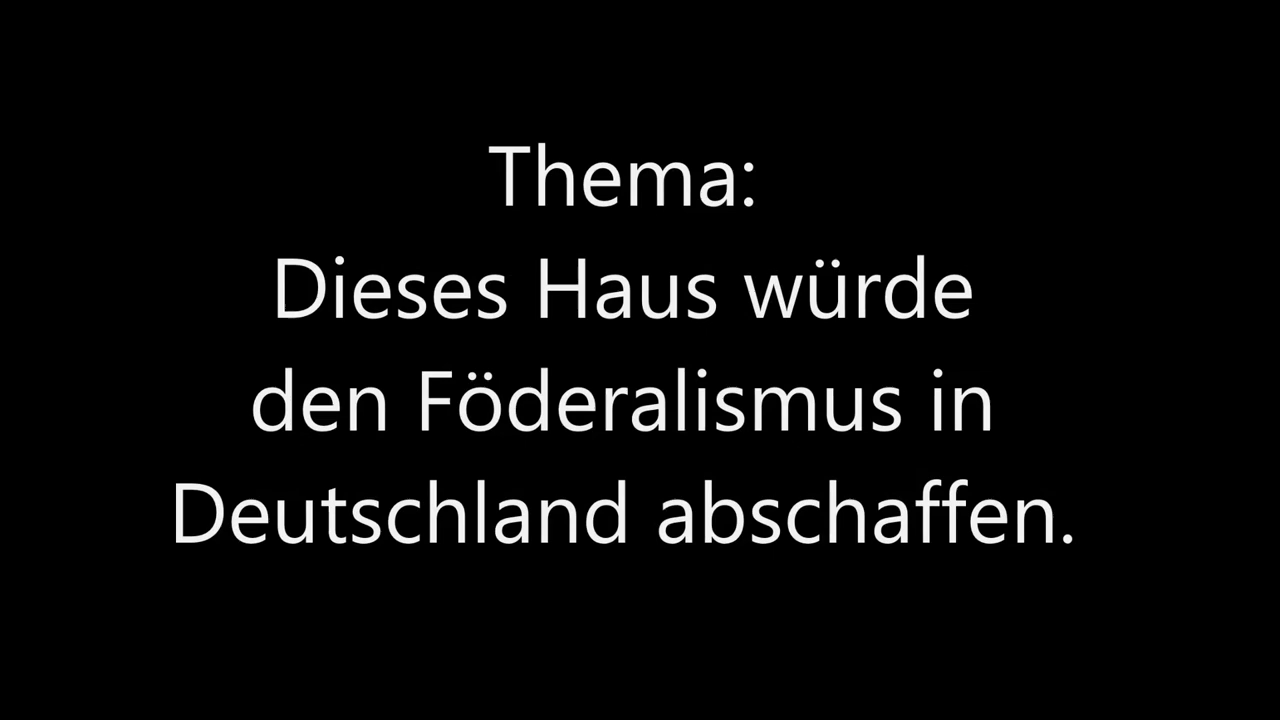 Thema:
Dieses Haus würde
den Föderalismus in
Deutschland abschaffen.